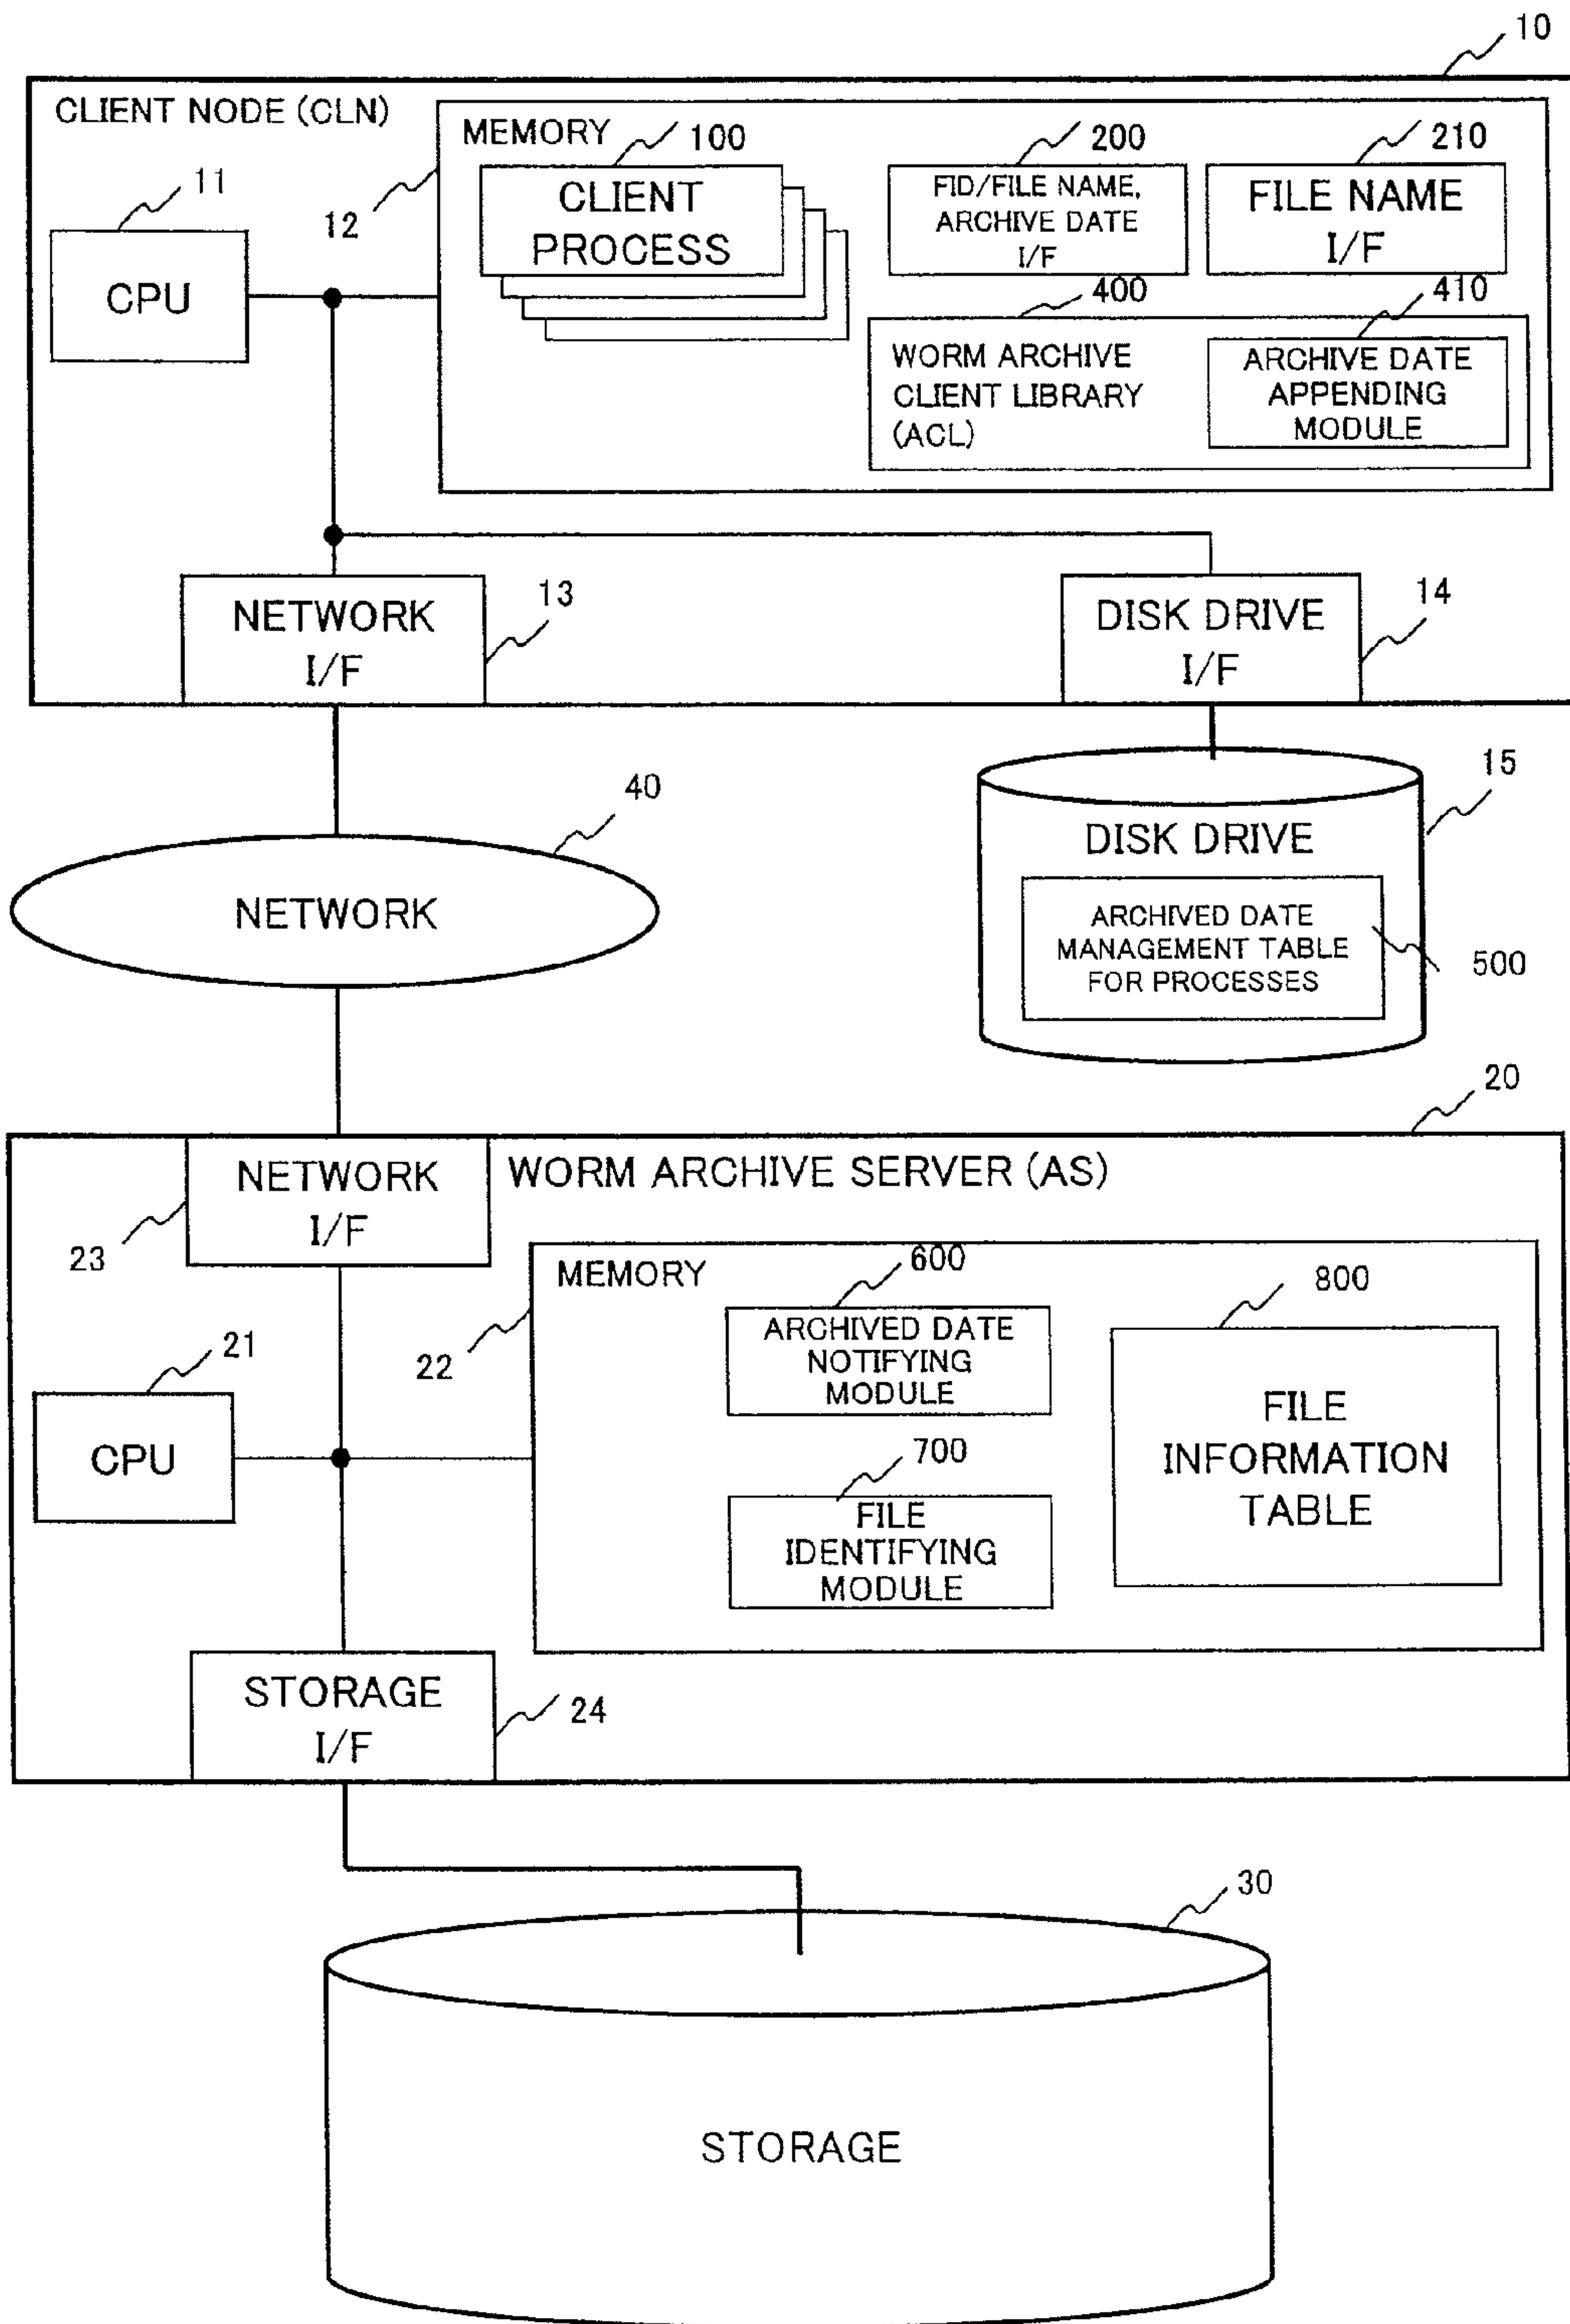 10
CLIENT NODE (CLN)
MEMORY
100
200
210
11
12
CLIENT
PROCESS
FID/FILE NAME,
ARCHIVE DATE
I/F
FILE NAME
I/F
CPU
400
410
WORM ARCHIVE
CLIENT LIBRARY
(ACL)
ARCHIVE DATE
APPENDING
MODULE
NETWORK
I/F
13
DISK DRIVE
I/F
14
15
40
DISK DRIVE
NETWORK
ARCHIVED DATE
MANAGEMENT TABLE
FOR PROCESSES
500
20
NETWORK
I/F
WORM ARCHIVE SERVER (AS)
23
MEMORY
600
800
22
21
ARCHIVED DATE
NOTIFYING
MODULE
CPU
FILE
INFORMATION
TABLE
700
FILE
IDENTIFYING
MODULE
STORAGE
I/F
24
30
STORAGE